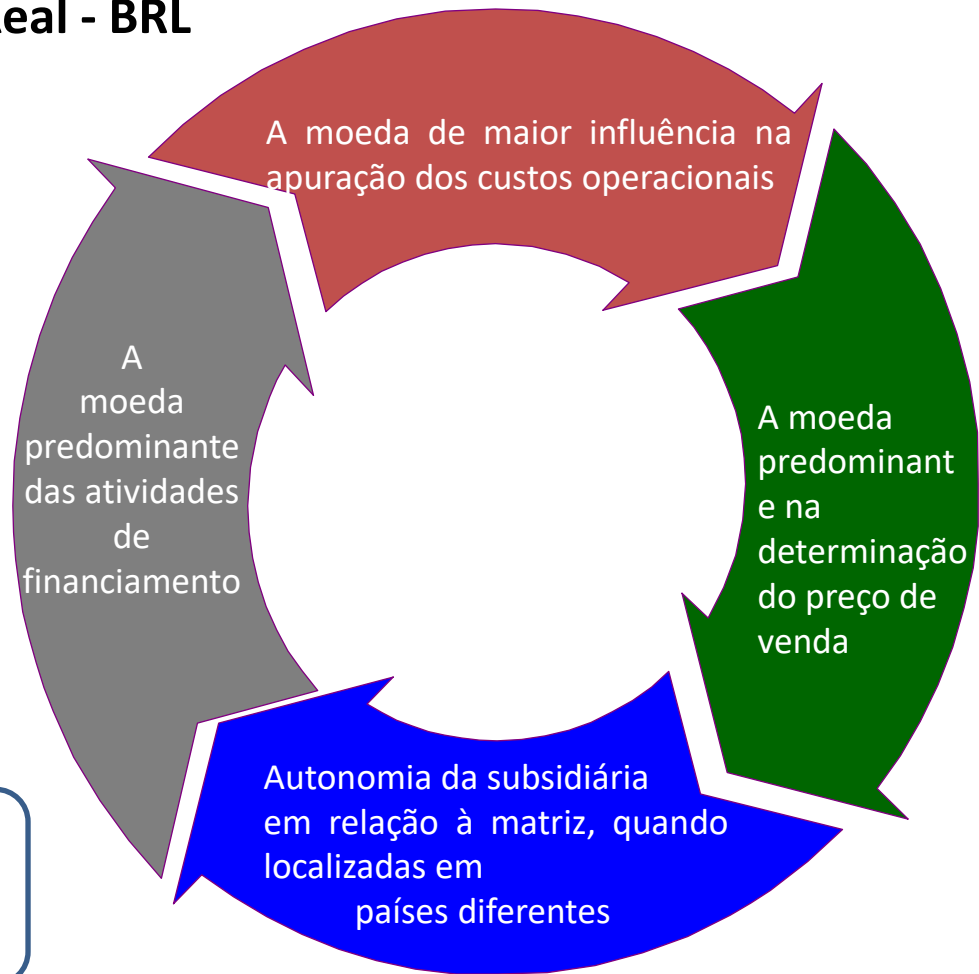 Real - BRL
A moeda de maior influência na
apuração dos custos operacionais
A moeda
predominant
e na
determinação
do preço de
venda
Autonomia da subsidiária
em relação à matriz, quando
localizadas em
países diferentes
A
moeda
predominante
das atividades
de
financiamento